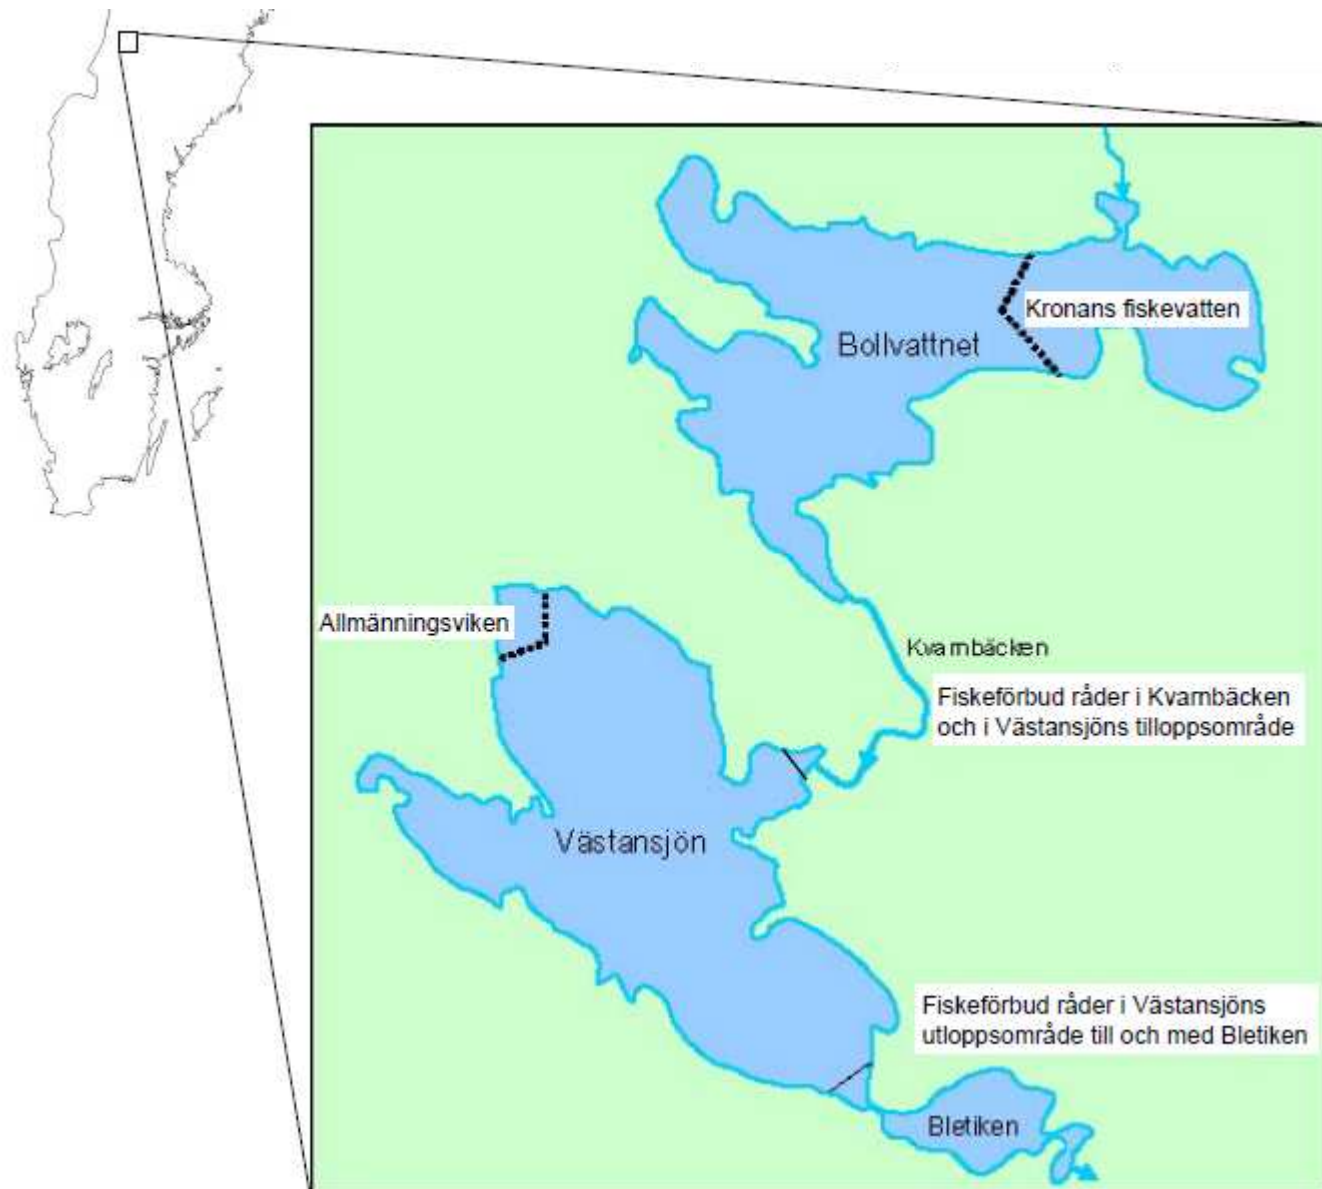 Kronans fiskevatten
Bollvattnet
Allmänningsviken
Kvarnbäcken
Fiskeförbud råder i Kvarnbäcken
och i Västansjöns tilloppsområde
Västansjön
Fiskeförbud råder i Västansjöns
utloppsområde till och med Bletiken
Bletiken